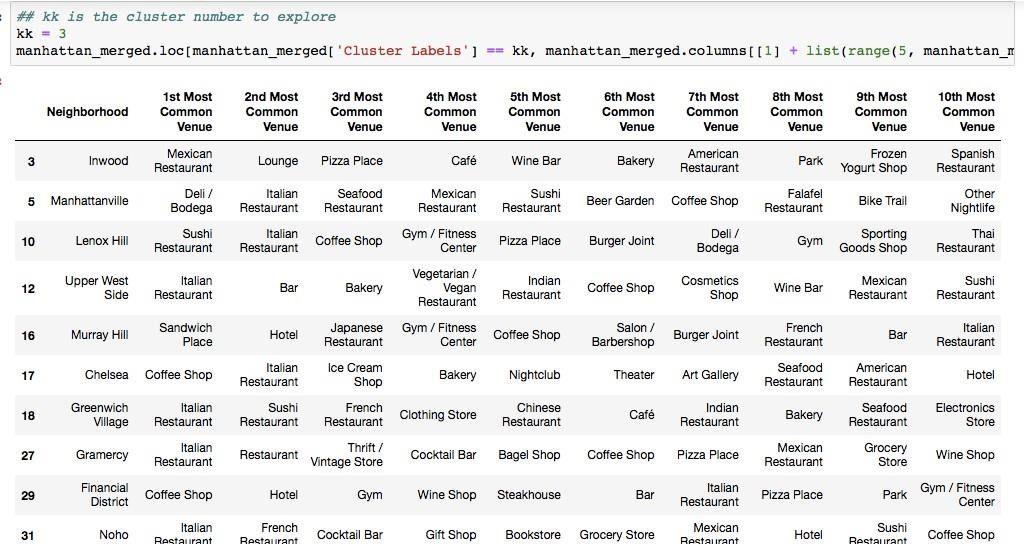 ## kk is the cluster number to explore
kk = 3
manhattan_merged.loc[manhattan_merged['Cluster Labels'] == kk, manhattan_merged.columns[[1] + list(range(5, manhattan_m
Neighborhood 1st Most Common Venue 2nd Most Common Venue 3rd Most Common Venue 4th Most Common Venue 5th Most Common Venue 6th Most Common Venue 7th Most Common Venue 8th Most Common Venue 9th Most Common Venue 10th Most Common Venue
3 Inwood Mexican Restaurant Lounge Pizza Place Café Wine Bar Bakery American Restaurant Park Frozen Yogurt Shop Spanish Restaurant
5 Manhattanville Deli / Bodega Italian Restaurant Seafood Restaurant Mexican Restaurant Sushi Restaurant Beer Garden Coffee Shop Falafel Restaurant Bike Trail Other Nightlife
10 Lenox Hill Sushi Restaurant Italian Restaurant Coffee Shop Gym / Fitness Center Pizza Place Burger Joint Deli / Bodega Gym Sporting Goods Shop Thai Restaurant
12 Upper West Side Italian Restaurant Bar Bakery Vegetarian / Vegan Restaurant Indian Restaurant Coffee Shop Cosmetics Shop Wine Bar Mexican Restaurant Sushi Restaurant
16 Murray Hill Sandwich Place Hotel Japanese Restaurant Gym / Fitness Center Coffee Shop Salon / Barbershop Burger Joint French Restaurant Bar Italian Restaurant
17 Chelsea Coffee Shop Italian Restaurant Ice Cream Shop Bakery Nightclub Theater Art Gallery Seafood Restaurant American Restaurant Hotel
18 Greenwich Village Italian Restaurant Sushi Restaurant French Restaurant Clothing Store Chinese Restaurant Café Indian Restaurant Bakery Seafood Restaurant Electronics Store
27 Gramercy Italian Restaurant Restaurant Thrift / Vintage Store Cocktail Bar Bagel Shop Coffee Shop Pizza Place Mexican Restaurant Grocery Store Wine Shop
29 Financial District Coffee Shop Hotel Gym Wine Shop Steakhouse Bar Italian Restaurant Pizza Place Park Gym / Fitness Center
31 Noho Italian Restaurant French Restaurant Cocktail Bar Gift Shop Bookstore Grocery Store Mexican Restaurant Hotel Sushi Restaurant Coffee Shop